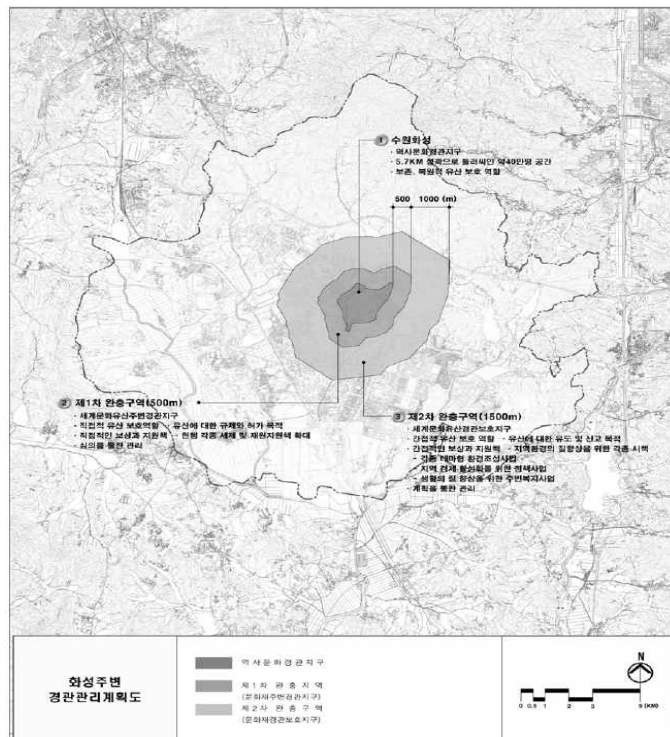 1 수원화성
· 역사문화경관지구
· 5.7KM 성곽으로 둘러싸인 약40만평 공간
· 보존, 복원적 유산 보호 역할
500 1000 (m)
2 제1차 완충구역(500m)
· 세계문화유산주변경관지구
· 직접적 유산 보호역할 - 유산에 대한 규제와 허가 목적
· 직접적인 보상과 지원책 - 현행 각종 세제 및 재원지원책 확대
· 심의를 통한 관리
3 제2차 완충구역(1500m)
· 세계문화유산경관보호지구
· 간접적 유산 보호 역할 - 유산에 대한 유도 및 신고 목적
· 간접적인 보상과 지원책 - 지역환경의 질향상을 위한 각종 시책
- 각종 테마형 환경조성사업
- 지역 경제 활성화를 위한 정책사업
- 생활의 질 향상을 위한 주변복지사업
· 계획을 통한 관리
화성주변
경관관리계획도
역사문화경관지구
제1차 완충지역
(문화재주변경관지구)
제2차 완충구역
(문화재경관보호지구)
N
0 0.5 1 2 3 5 (KM)